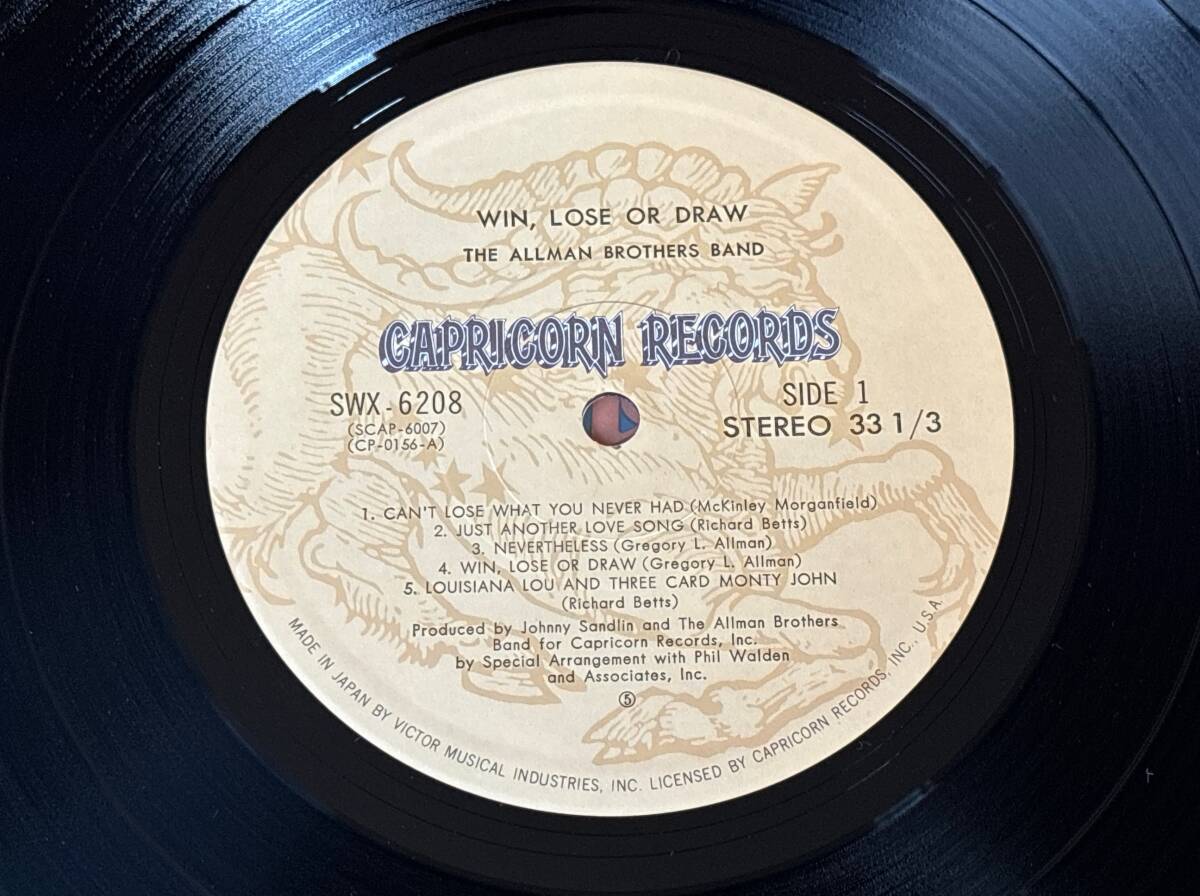 WIN, LOSE OR DRAW
THE ALLMAN BROTHERS BAND
CAPRICORN RECORDS
SWX-6208
(SCAP-6007)
(CP-0156-A)
SIDE 1
STEREO 33 1/3
1. CAN'T LOSE WHAT YOU NEVER HAD (McKinley Morganfield)
2. JUST ANOTHER LOVE SONG (Richard Betts)
3. NEVERTHELESS (Gregory L. Allman)
4. WIN, LOSE OR DRAW (Gregory L. Allman)
5. LOUISIANA LOU AND THREE CARD MONTY JOHN
(Richard Betts)
Produced by Johnny Sandlin and The Allman Brothers
Band for Capricorn Records, Inc.
by Special Arrangement with Phil Walden
and Associates, Inc.
⑤
MADE IN JAPAN BY VICTOR MUSICAL INDUSTRIES, INC. LICENSED BY CAPRICORN RECORDS, INC., U.S.A.